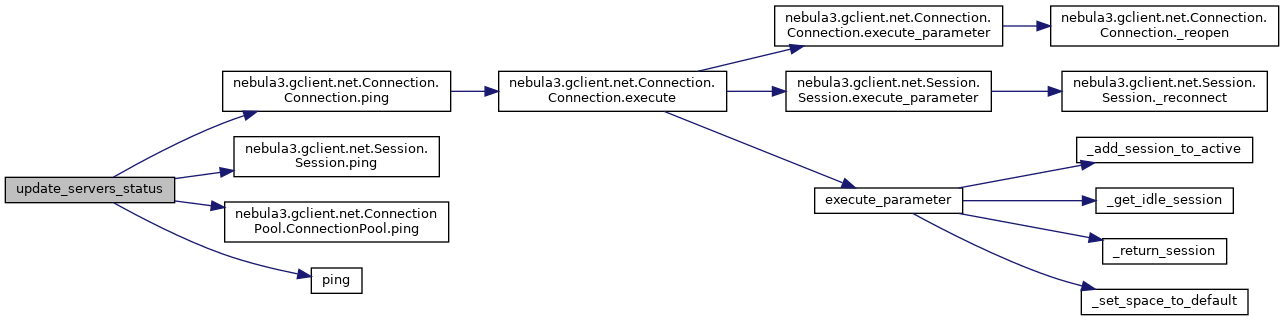 update_servers_status
nebula3.gclient.net.Connection.
Connection.ping
nebula3.gclient.net.Session.
Session.ping
nebula3.gclient.net.Connection
Pool.ConnectionPool.ping
ping
nebula3.gclient.net.Connection.
Connection.execute
nebula3.gclient.net.Connection.
Connection.execute_parameter
nebula3.gclient.net.Session.
Session.execute_parameter
execute_parameter
nebula3.gclient.net.Connection.
Connection._reopen
nebula3.gclient.net.Session.
Session._reconnect
_add_session_to_active
_get_idle_session
_return_session
_set_space_to_default